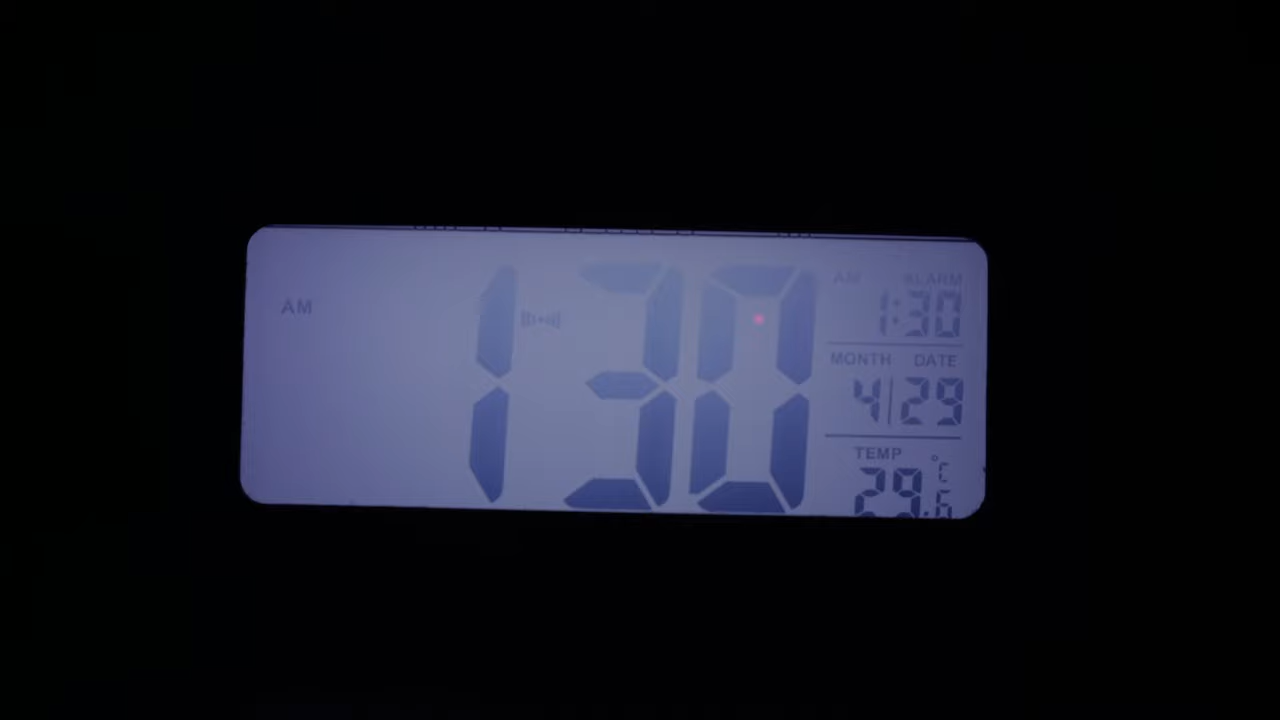 AM
1 30
AM ALARM
1:30
MONTH DATE
4|29
TEMP
29.6 °C